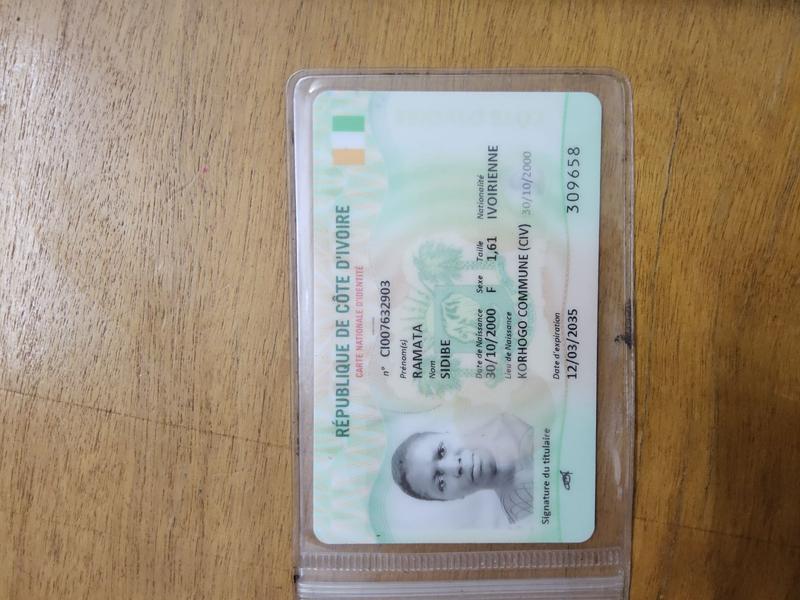 RÉPUBLIQUE DE CÔTE D'IVOIRE
CARTE NATIONALE D'IDENTITÉ
n° CI007632903
Prénom(s)
RAMATA
Nom
SIDIBE
Date de Naissance Sexe Taille Nationalité
30/10/2000 F 1,61 IVOIRIENNE
Lieu de Naissance
KORHOGO COMMUNE (CIV) 30/10/2000
Signature du titulaire
Date d'expiration
12/03/2035
309658